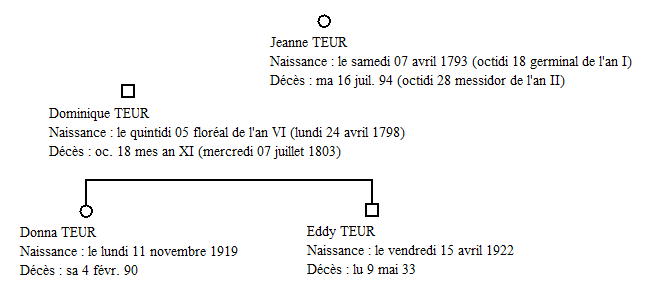 Jeanne TEUR
Naissance : le samedi 07 avril 1793 (octidi 18 germinal de l'an I)
Décès : ma 16 juil. 94 (octidi 28 messidor de l'an II)
Dominique TEUR
Naissance : le quintidi 05 floréal de l'an VI (lundi 24 avril 1798)
Décès : oc. 18 mes an XI (mercredi 07 juillet 1803)
Donna TEUR
Naissance : le lundi 11 novembre 1919
Décès : sa 4 févr. 90
Eddy TEUR
Naissance : le vendredi 15 avril 1922
Décès : lu 9 mai 33